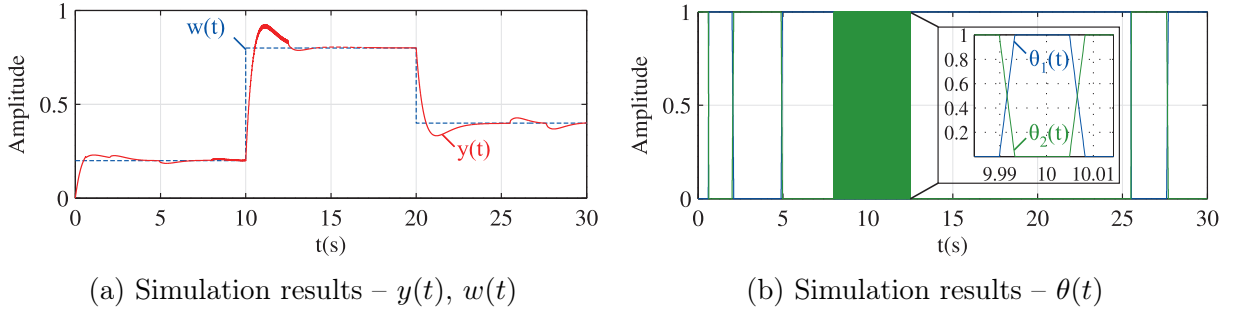 1
w(t)
Amplitude
0.5
y(t)
0
0 5 10 15 20 25 30
t(s)
(a) Simulation results – y(t), w(t)
1
Amplitude
0.5
0
0 5 10 15 20 25 30
t(s)
1
0.8
0.6
0.4
0.2
θ_1(t)
θ_2(t)
9.99 10 10.01
(b) Simulation results – θ(t)